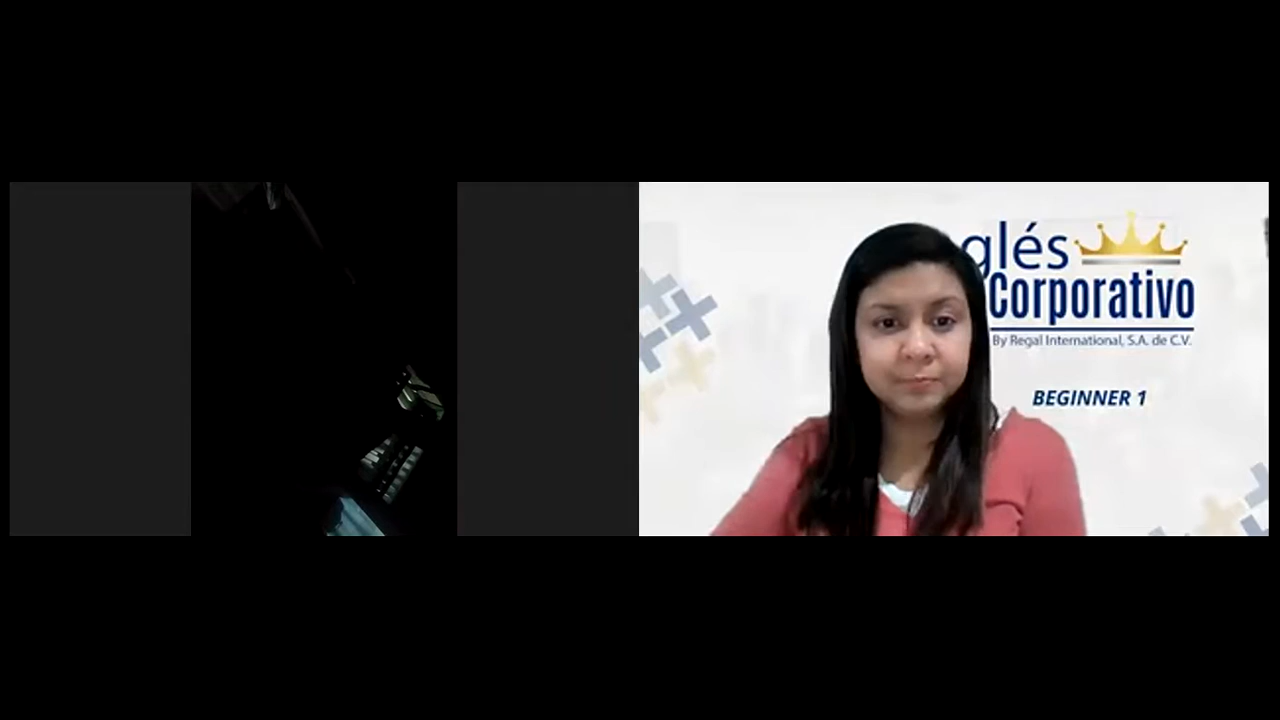 glés
Corporativo
By Regal International, S.A. de C.V.
BEGINNER 1